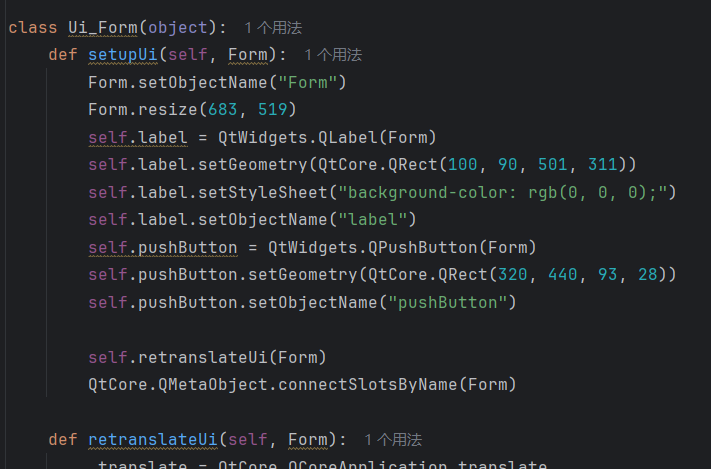 class Ui_Form(object):  1 个用法
    def setupUi(self, Form):  1 个用法
        Form.setObjectName("Form")
        Form.resize(683, 519)
        self.label = QtWidgets.QLabel(Form)
        self.label.setGeometry(QtCore.QRect(100, 90, 501, 311))
        self.label.setStyleSheet("background-color: rgb(0, 0, 0);")
        self.label.setObjectName("label")
        self.pushButton = QtWidgets.QPushButton(Form)
        self.pushButton.setGeometry(QtCore.QRect(320, 440, 93, 28))
        self.pushButton.setObjectName("pushButton")

        self.retranslateUi(Form)
        QtCore.QMetaObject.connectSlotsByName(Form)

    def retranslateUi(self, Form):  1 个用法
        _translate = QtCore.QCoreApplication.translate